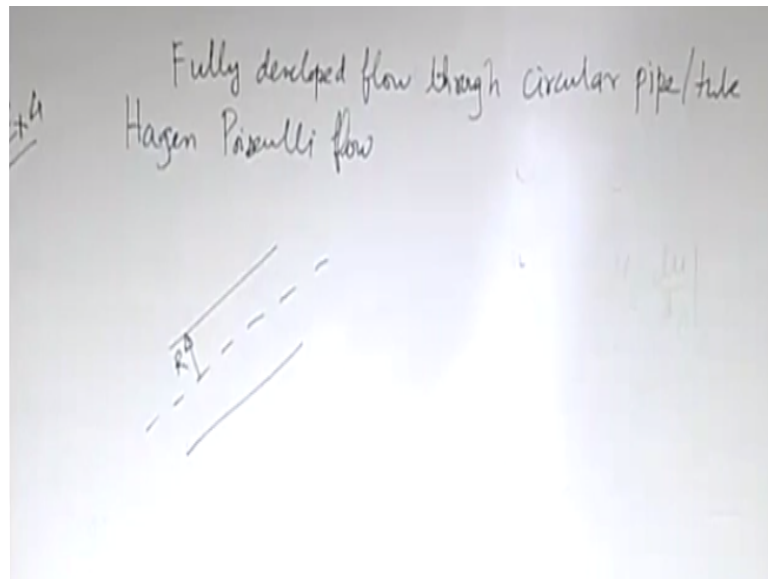 Fully developed flow through circular pipe/tube
Hagen Poiseulli flow
R